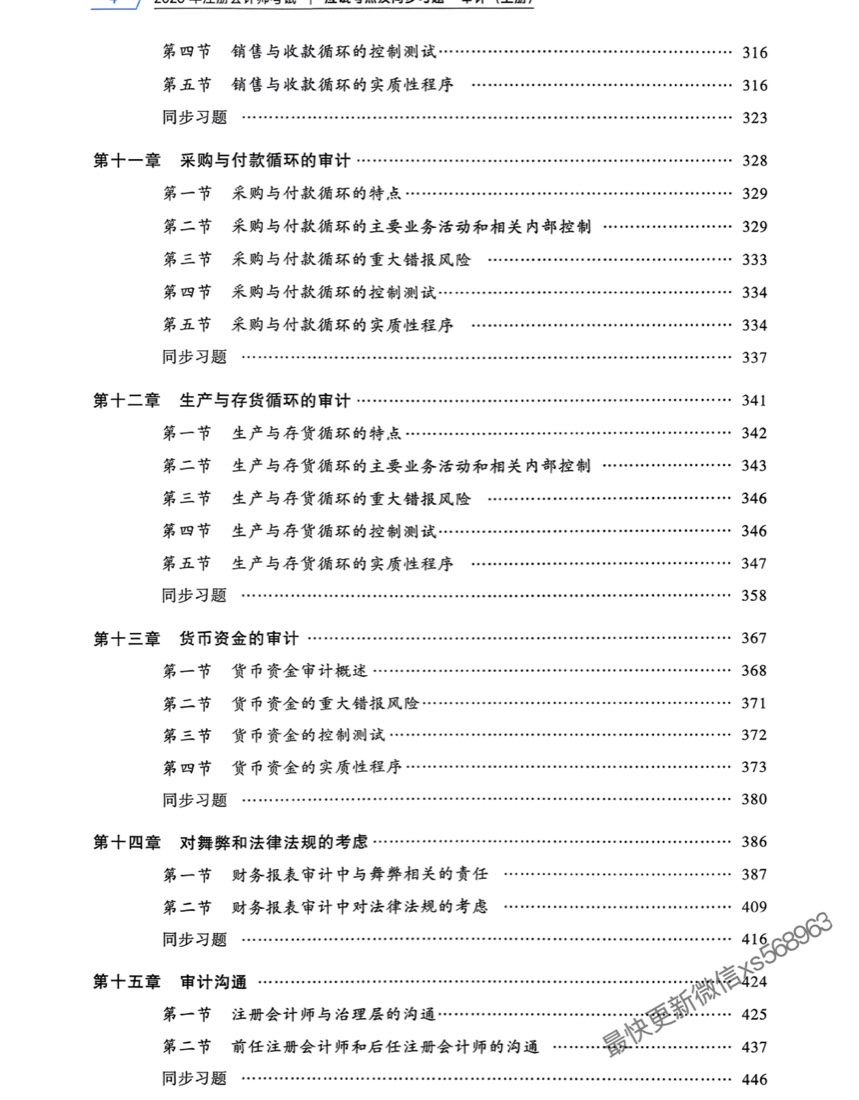 第四节 销售与收款循环的控制测试 …… 316
第五节 销售与收款循环的实质性程序 …… 316
同步习题 …… 323
第十一章 采购与付款循环的审计 …… 328
第一节 采购与付款循环的特点 …… 329
第二节 采购与付款循环的主要业务活动和相关内部控制 …… 329
第三节 采购与付款循环的重大错报风险 …… 333
第四节 采购与付款循环的控制测试 …… 334
第五节 采购与付款循环的实质性程序 …… 334
同步习题 …… 337
第十二章 生产与存货循环的审计 …… 341
第一节 生产与存货循环的特点 …… 342
第二节 生产与存货循环的主要业务活动和相关内部控制 …… 343
第三节 生产与存货循环的重大错报风险 …… 346
第四节 生产与存货循环的控制测试 …… 346
第五节 生产与存货循环的实质性程序 …… 347
同步习题 …… 358
第十三章 货币资金的审计 …… 367
第一节 货币资金审计概述 …… 368
第二节 货币资金的重大错报风险 …… 371
第三节 货币资金的控制测试 …… 372
第四节 货币资金的实质性程序 …… 373
同步习题 …… 380
第十四章 对舞弊和法律法规的考虑 …… 386
第一节 财务报表审计中与舞弊相关的责任 …… 387
第二节 财务报表审计中对法律法规的考虑 …… 409
同步习题 …… 416
第十五章 审计沟通 …… 424
第一节 注册会计师与治理层的沟通 …… 425
第二节 前任注册会计师和后任注册会计师的沟通 …… 437
同步习题 …… 446
最快更新微信xs568963